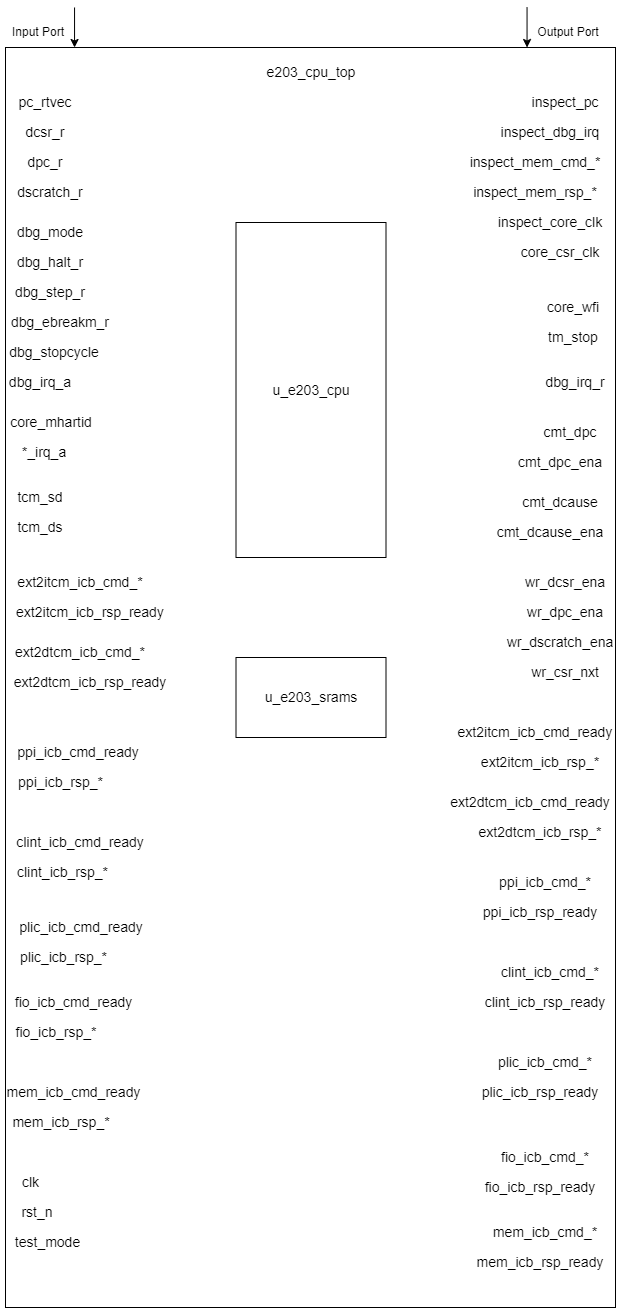 Input Port
Output Port
e203_cpu_top
pc_rtvec
dcsr_r
dpc_r
dscratch_r
dbg_mode
dbg_halt_r
dbg_step_r
dbg_ebreakm_r
dbg_stopcycle
dbg_irq_a
core_mhartid
*_irq_a
tcm_sd
tcm_ds
ext2itcm_icb_cmd_*
ext2itcm_icb_rsp_ready
ext2dtcm_icb_cmd_*
ext2dtcm_icb_rsp_ready
ppi_icb_cmd_ready
ppi_icb_rsp_*
clint_icb_cmd_ready
clint_icb_rsp_*
plic_icb_cmd_ready
plic_icb_rsp_*
fio_icb_cmd_ready
fio_icb_rsp_*
mem_icb_cmd_ready
mem_icb_rsp_*
clk
rst_n
test_mode
u_e203_cpu
u_e203_srams
inspect_pc
inspect_dbg_irq
inspect_mem_cmd_*
inspect_mem_rsp_*
inspect_core_clk
core_csr_clk
core_wfi
tm_stop
dbg_irq_r
cmt_dpc
cmt_dpc_ena
cmt_dcause
cmt_dcause_ena
wr_dcsr_ena
wr_dpc_ena
wr_dscratch_ena
wr_csr_nxt
ext2itcm_icb_cmd_ready
ext2itcm_icb_rsp_*
ext2dtcm_icb_cmd_ready
ext2dtcm_icb_rsp_*
ppi_icb_cmd_*
ppi_icb_rsp_ready
clint_icb_cmd_*
clint_icb_rsp_ready
plic_icb_cmd_*
plic_icb_rsp_ready
fio_icb_cmd_*
fio_icb_rsp_ready
mem_icb_cmd_*
mem_icb_rsp_ready